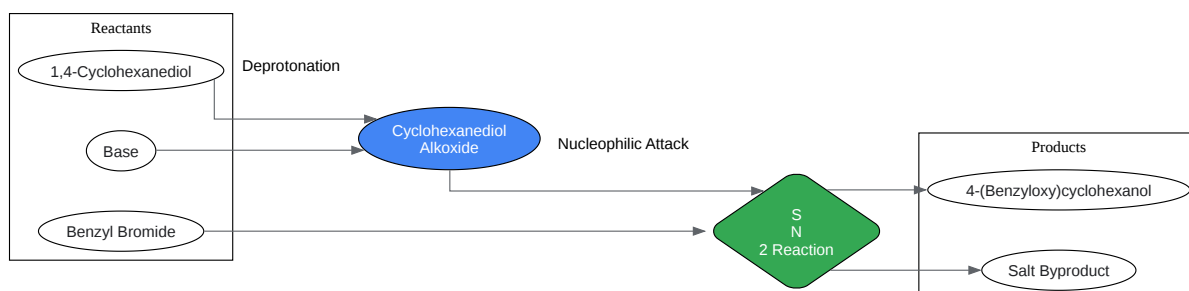 Reactants
1,4-Cyclohexanediol
Deprotonation
Base
Benzyl Bromide
Cyclohexanediol
Alkoxide
Nucleophilic Attack
S
N
2 Reaction
Products
4-(Benzyloxy)cyclohexanol
Salt Byproduct